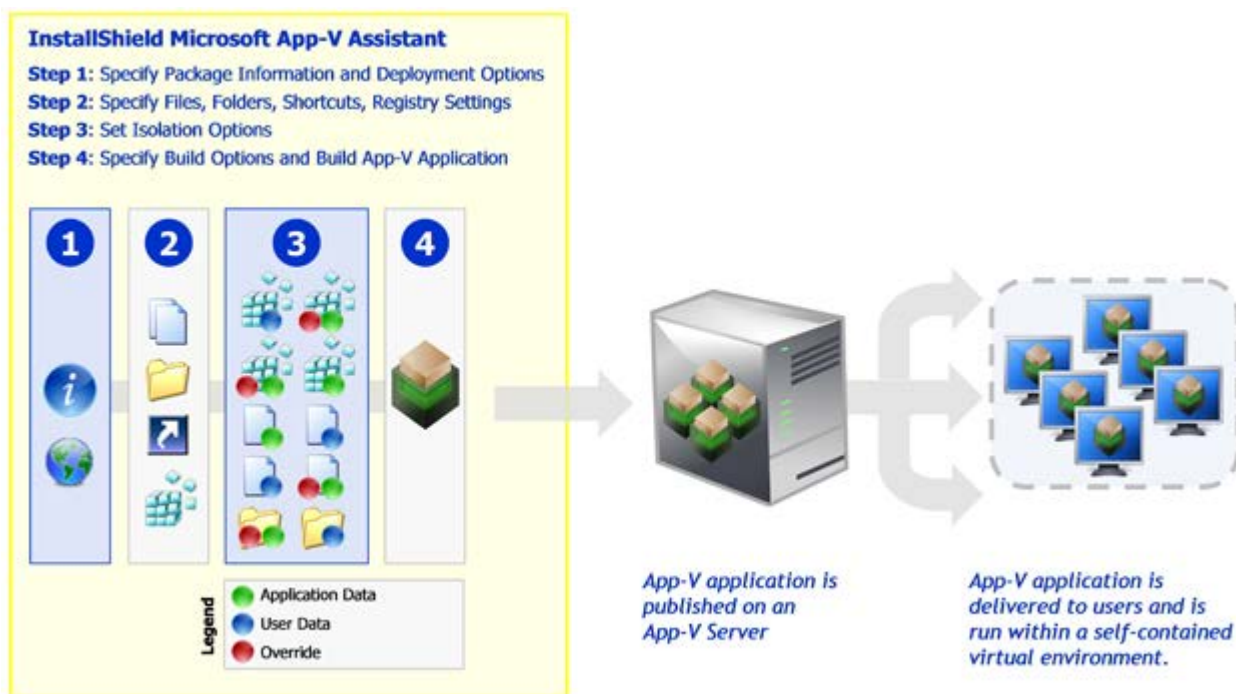 InstallShield Microsoft App-V Assistant
Step 1: Specify Package Information and Deployment Options
Step 2: Specify Files, Folders, Shortcuts, Registry Settings
Step 3: Set Isolation Options
Step 4: Specify Build Options and Build App-V Application
1
2
3
4
i
Legend
Application Data
User Data
Override
App-V application is
published on an
App-V Server
App-V application is
delivered to users and is
run within a self-contained
virtual environment.